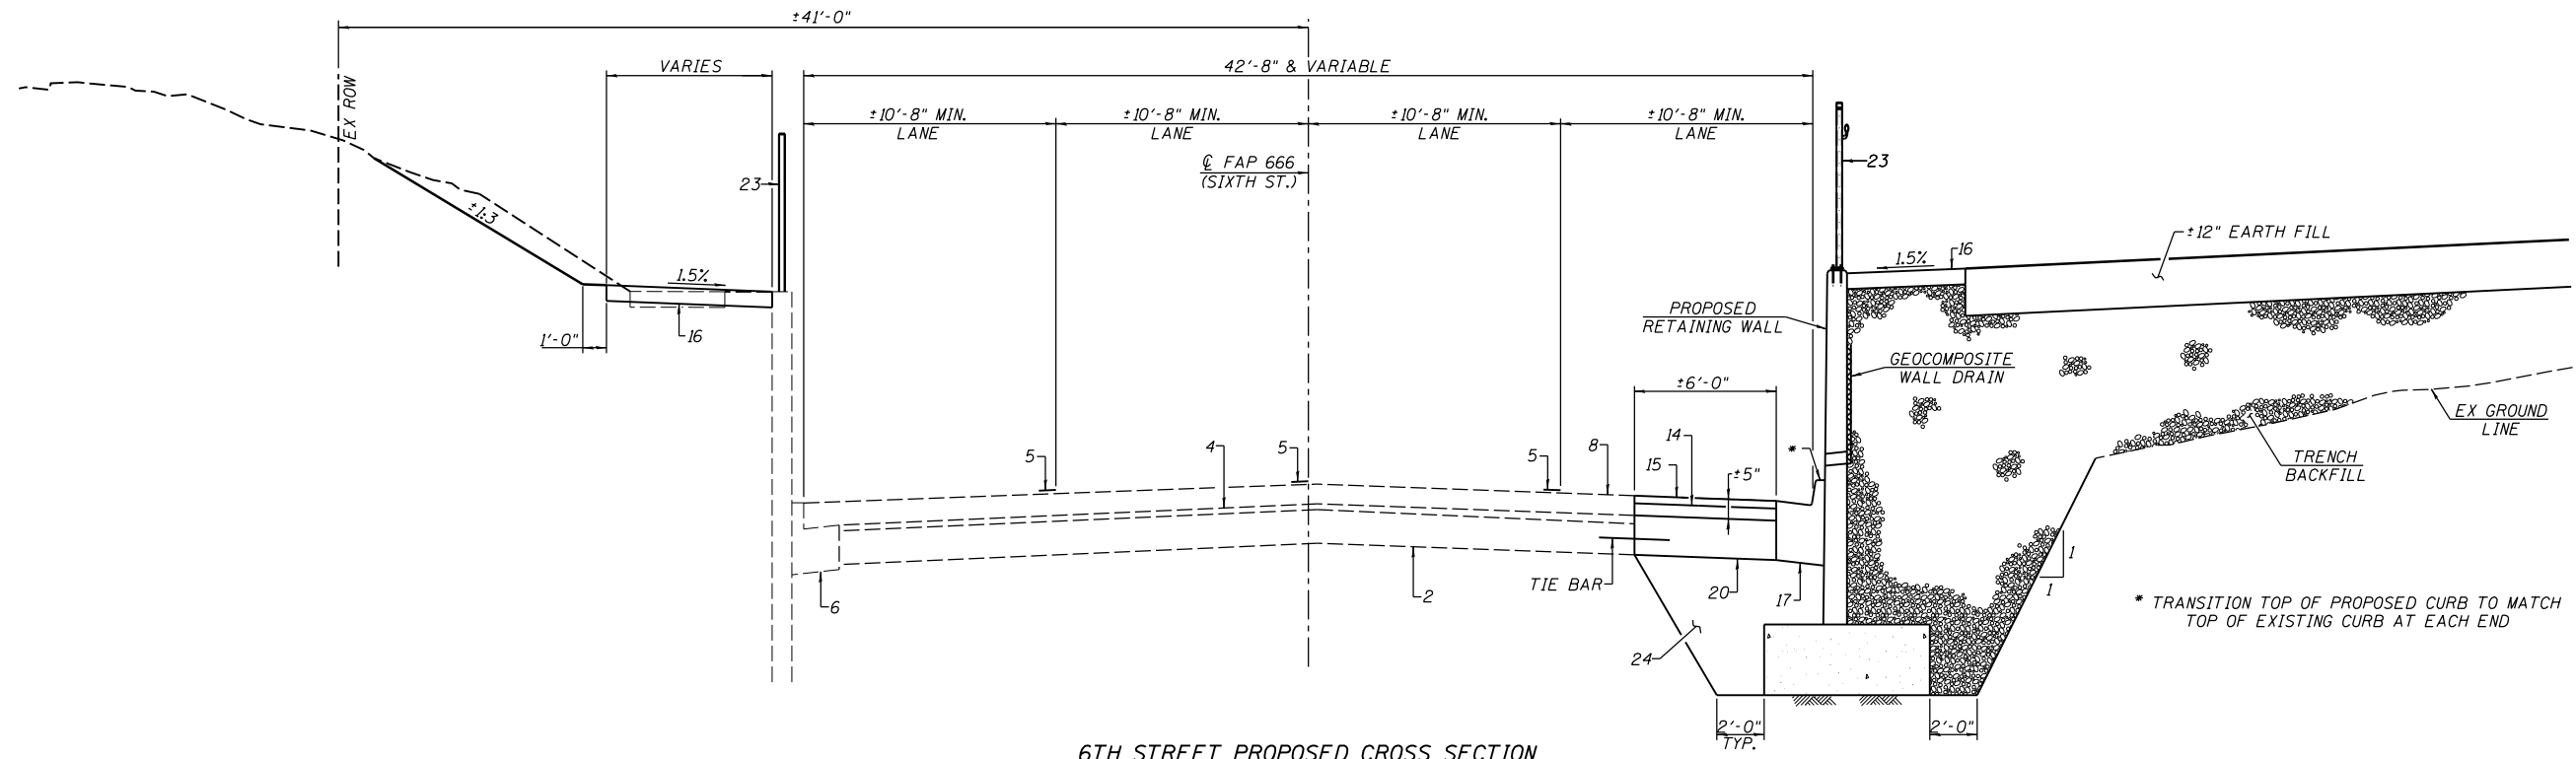 ±41'-0"
VARIES
42'-8" & VARIABLE
EX ROW
±10'-8" MIN.
LANE
±10'-8" MIN.
LANE
±10'-8" MIN.
LANE
±10'-8" MIN.
LANE
℄ FAP 666
(SIXTH ST.)
23
23
±1:3
±12" EARTH FILL
1.5%
16
1.5%
16
1'-0"
PROPOSED
RETAINING WALL
GEOCOMPOSITE
WALL DRAIN
±6'-0"
EX GROUND
LINE
TRENCH
BACKFILL
5
4
5
5
8
14
15
±5"
*
6
2
TIE BAR
20
17
24
1
1
* TRANSITION TOP OF PROPOSED CURB TO MATCH
TOP OF EXISTING CURB AT EACH END
2'-0"
TYP.
2'-0"
6TH STREET PROPOSED CROSS SECTION